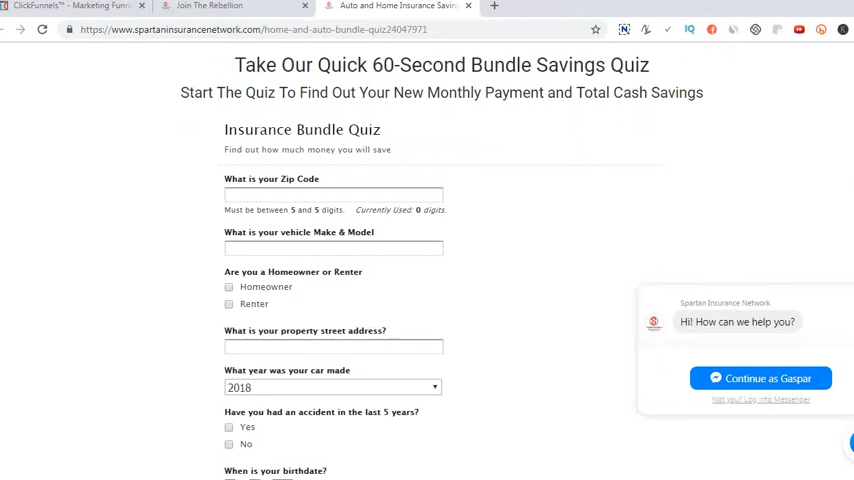 ClickFunnels™ - Marketing Funn
Join The Rebellion
Auto and Home Insurance Saving
https://www.spartaninsurancenetwork.com/home-and-auto-bundle-quiz24047971
IQ
Take Our Quick 60-Second Bundle Savings Quiz
Start The Quiz To Find Out Your New Monthly Payment and Total Cash Savings
Insurance Bundle Quiz
Find out how much money you will save
What is your Zip Code
Must be between 5 and 5 digits. Currently Used: 0 digits.
What is your vehicle Make & Model
Are you a Homeowner or Renter
Homeowner
Renter
What is your property street address?
What year was your car made
2018
Have you had an accident in the last 5 years?
Yes
No
When is your birthdate?
Spartan Insurance Network
Hi! How can we help you?
Continue as Gaspar
Not you? Log into Messenger